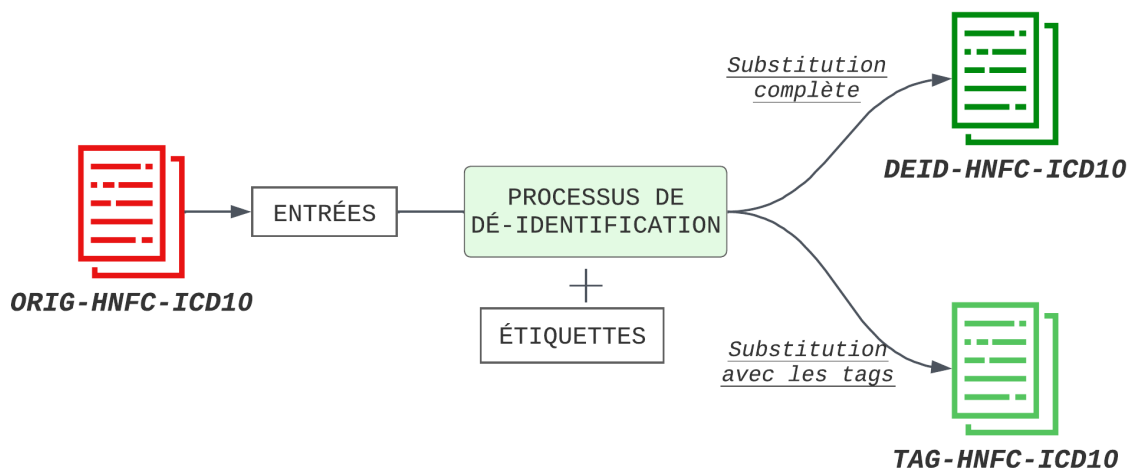 ORIG-HNFC-ICD10
ENTRÉES
PROCESSUS DE
DÉ-IDENTIFICATION
ÉTIQUETTES
Substitution
complète
DEID-HNFC-ICD10
Substitution
avec les tags
TAG-HNFC-ICD10